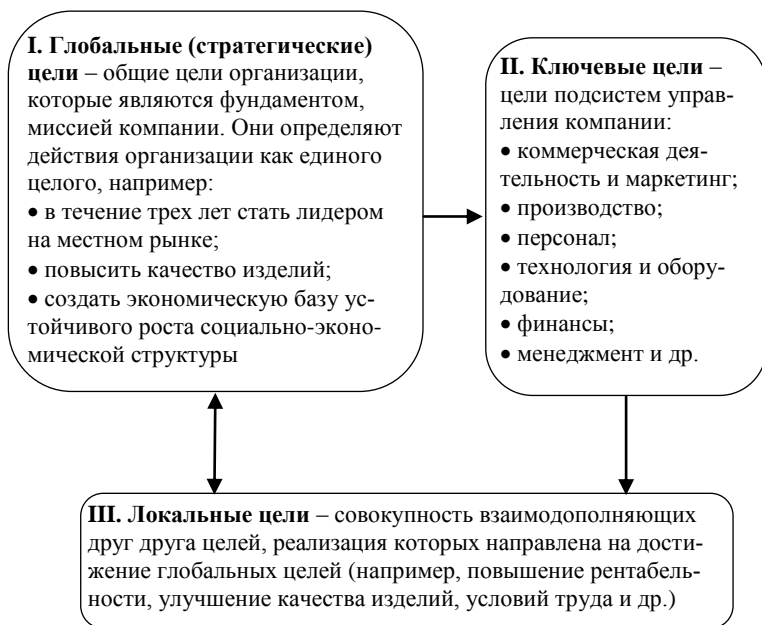 I. Глобальные (стратегические)
цели – общие цели организации,
которые являются фундаментом,
миссией компании. Они определяют
действия организации как единого
целого, например:
• в течение трех лет стать лидером
на местном рынке;
• повысить качество изделий;
• создать экономическую базу ус-
тойчивого роста социально-эконо-
мической структуры
II. Ключевые цели –
цели подсистем управ-
ления компании:
• коммерческая дея-
тельность и маркетинг;
• производство;
• персонал;
• технология и обору-
дование;
• финансы;
• менеджмент и др.
III. Локальные цели – совокупность взаимодополняющих
друг друга целей, реализация которых направлена на дости-
жение глобальных целей (например, повышение рентабель-
ности, улучшение качества изделий, условий труда и др.)